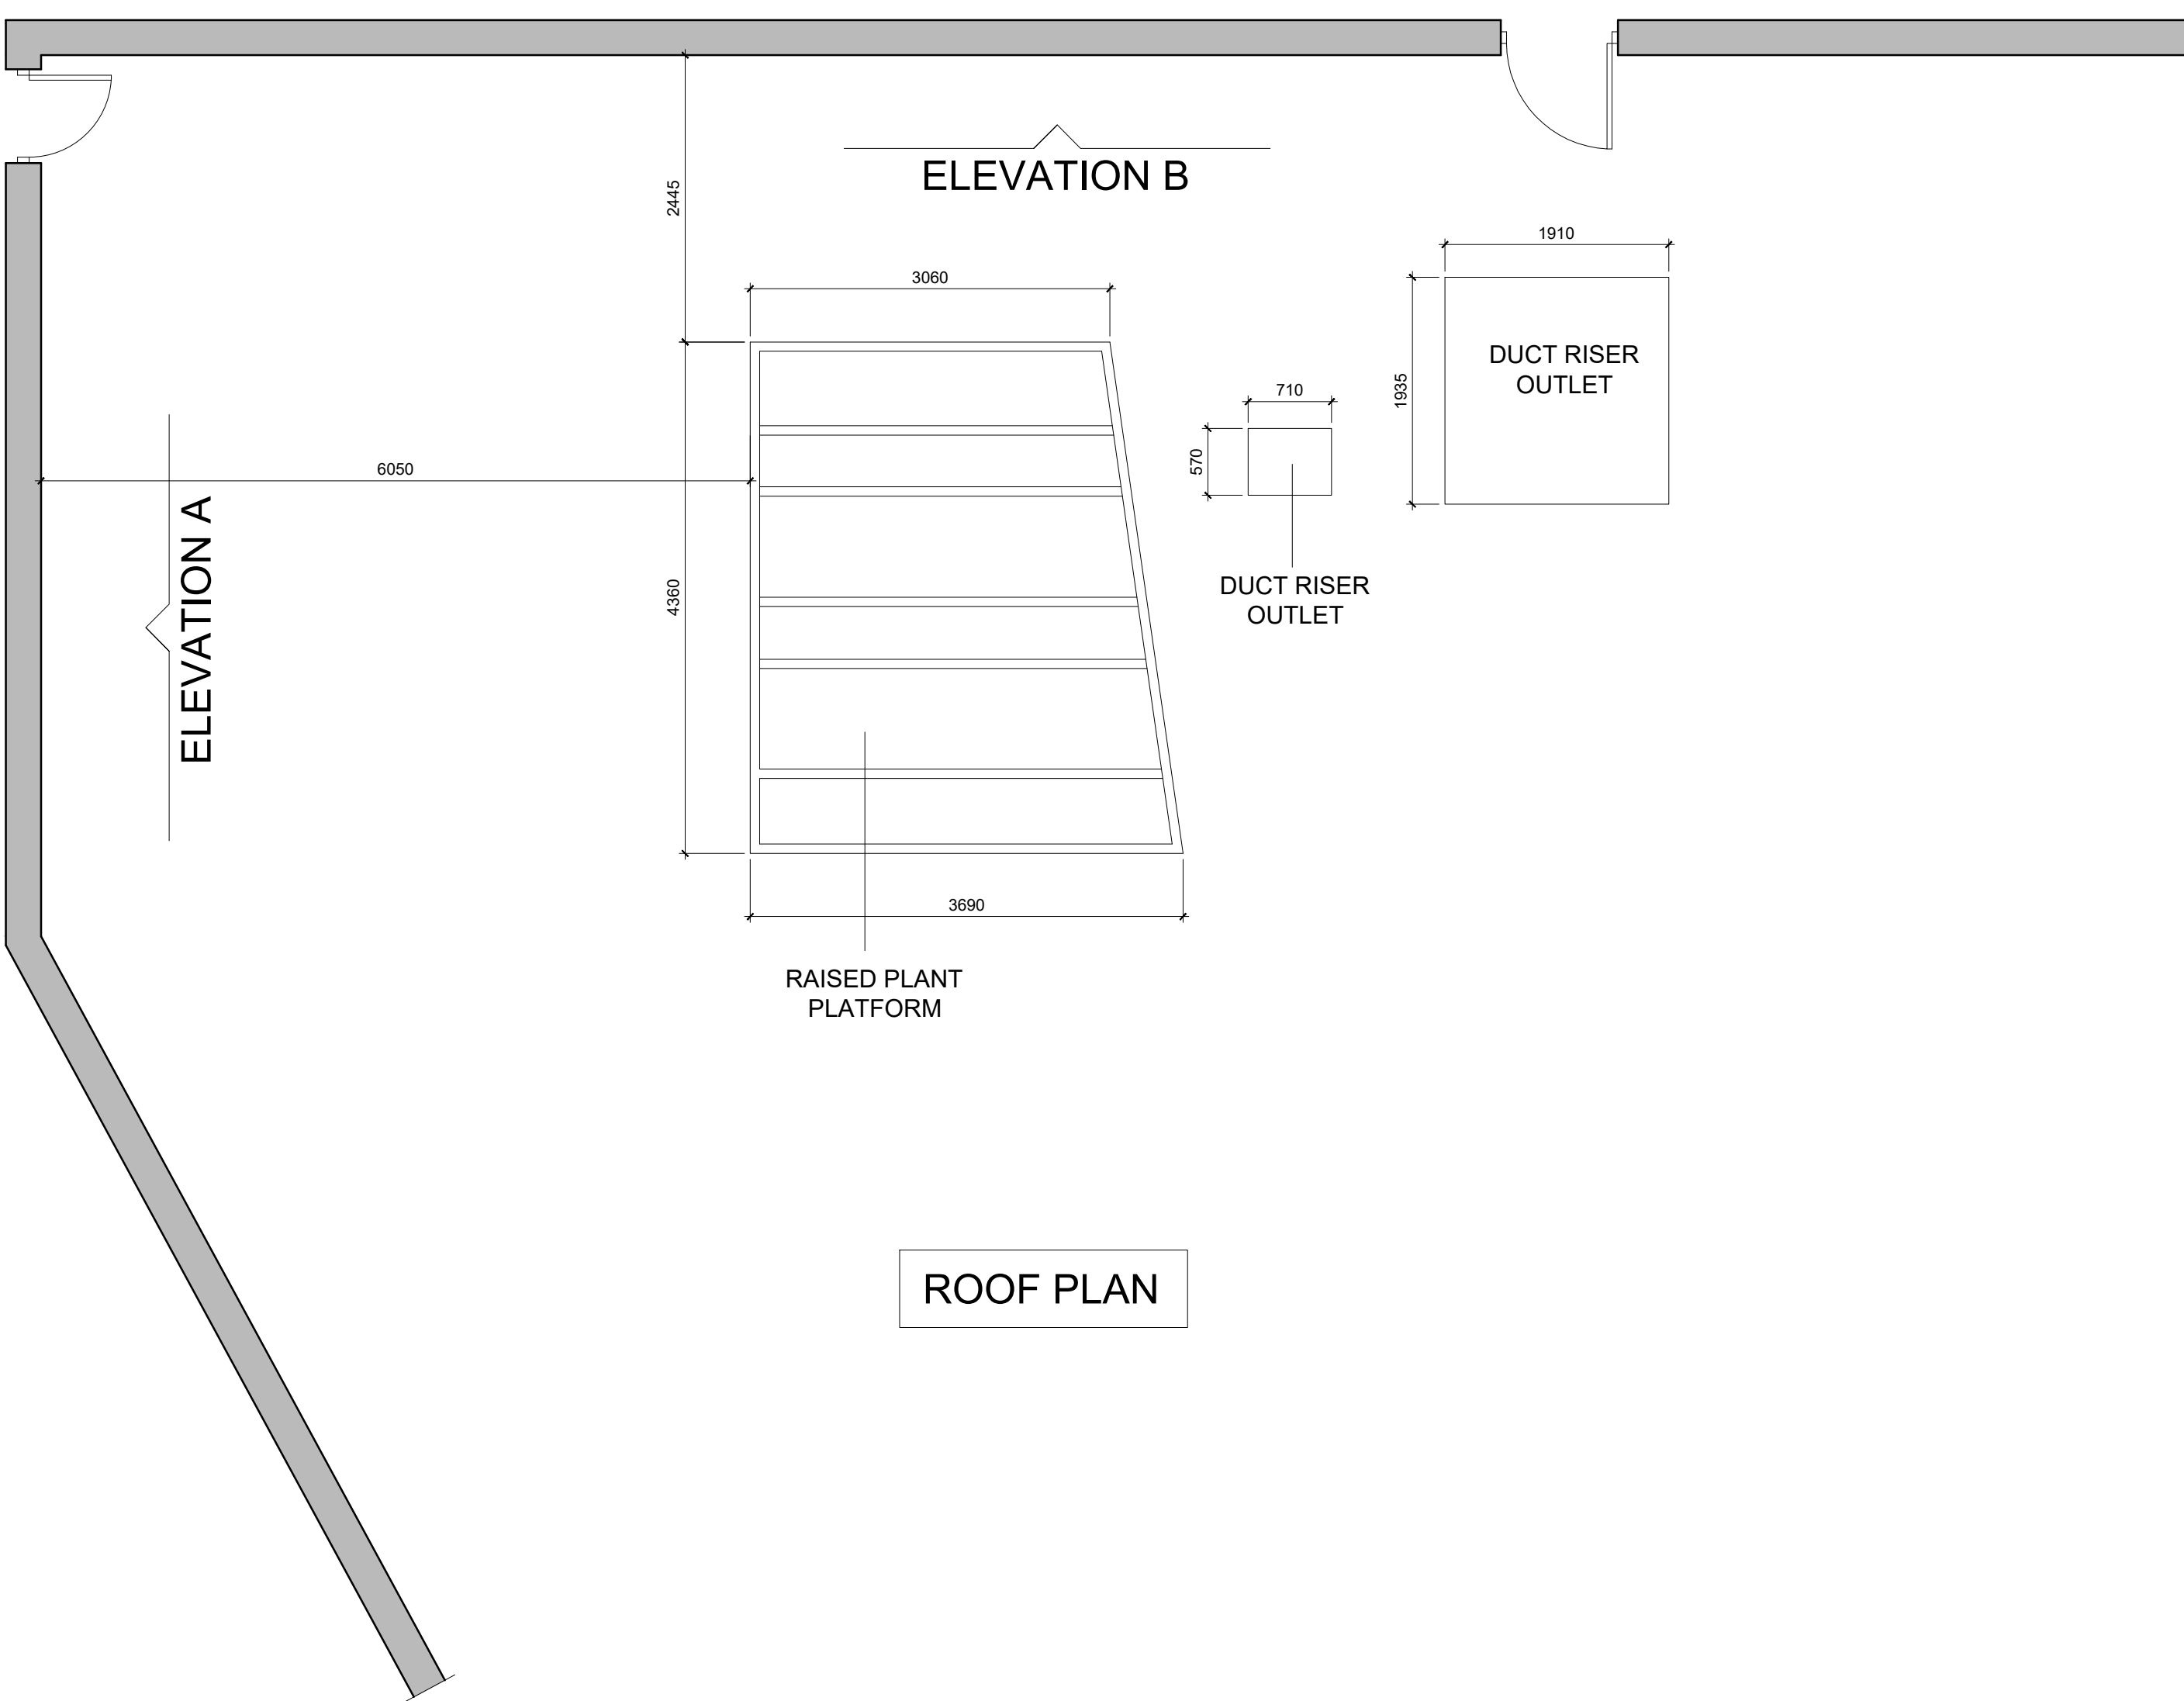 ELEVATION B
2445
1910
3060
DUCT RISER
OUTLET
1935
710
570
6050
ELEVATION A
4360
DUCT RISER
OUTLET
3690
RAISED PLANT
PLATFORM
ROOF PLAN